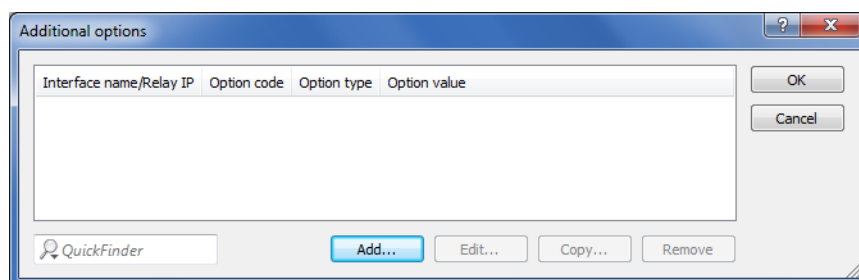 Additional options
?
X
Interface name/Relay IP Option code Option type Option value
OK
Cancel
QuickFinder
Add... Edit... Copy... Remove